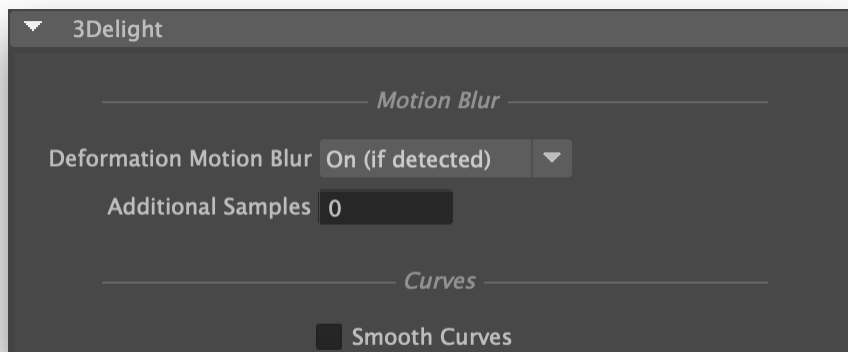 3Delight
Motion Blur
Deformation Motion Blur On (if detected)
Additional Samples 0
Curves
Smooth Curves